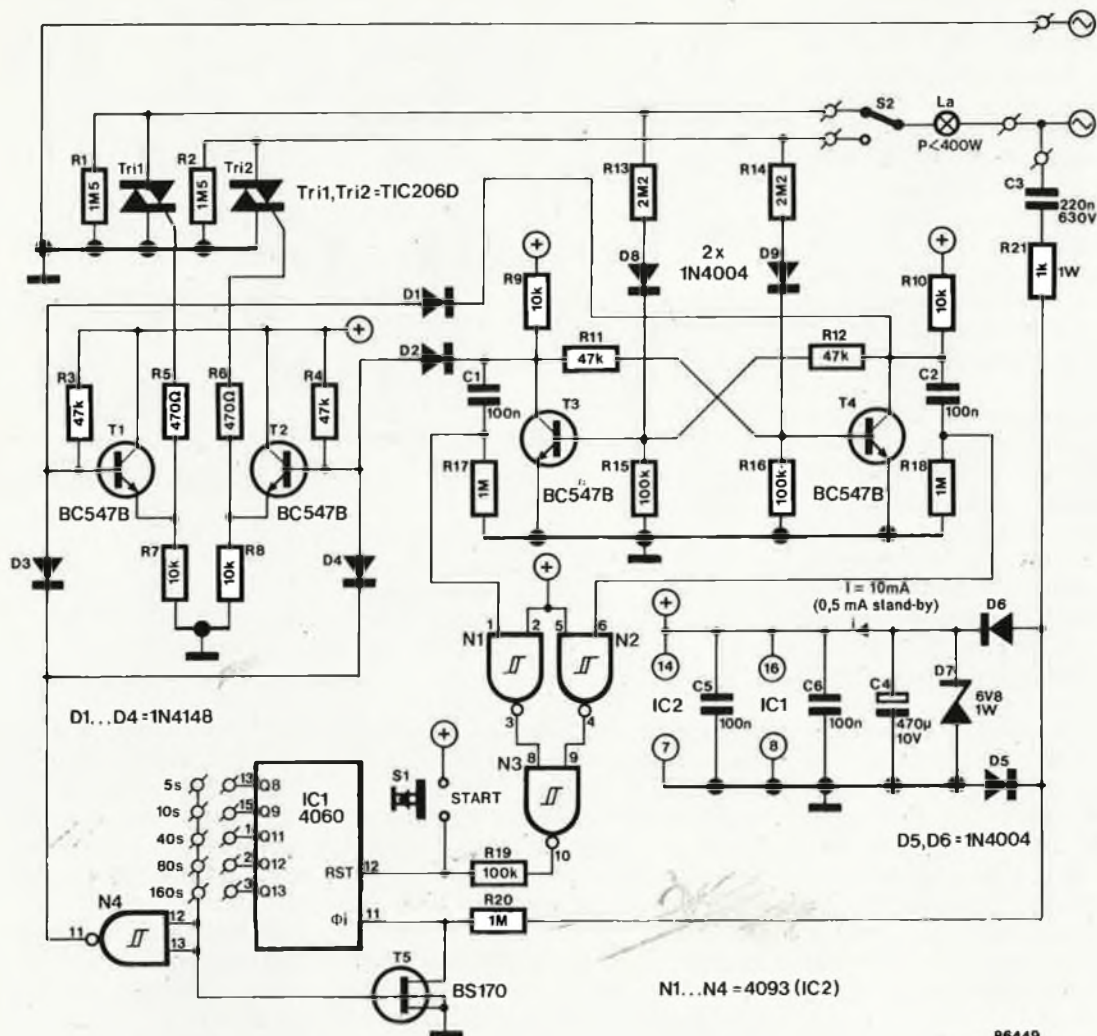 S2
La
P<400W
R1
1M5
Tri1
R2
1M5
Tri2
Tri1,Tri2=TIC206D
R13
2M2
R14
2M2
C3
220n
630V
R21
1k
1W
D8
2x
1N4004
D9
R9
10k
R10
10k
D1
D2
R11
47k
R12
47k
R3
47k
R5
470Ω
R6
470Ω
R4
47k
C1
100n
C2
100n
T1
T2
T3
T4
BC547B
BC547B
R17
1M
BC547B
R15
100k
R16
100k
BC547B
R18
1M
D3
R7
10k
R8
10k
D4
I = 10mA
(0,5 mA stand-by)
D6
N1
1
2
5
6
N2
3
4
14
IC2
7
C5
100n
16
IC1
8
C6
100n
C4
470µ
10V
D7
6V8
1W
D5
D1...D4=1N4148
8
9
N3
10
S1
START
D5,D6=1N4004
5s
13
Q8
10s
15
Q9
40s
1
Q11
80s
2
Q12
160s
3
Q13
IC1
4060
RST
12
R19
100k
Φi
11
R20
1M
N4
11
12
13
T5
BS170
N1...N4=4093(IC2)
86449